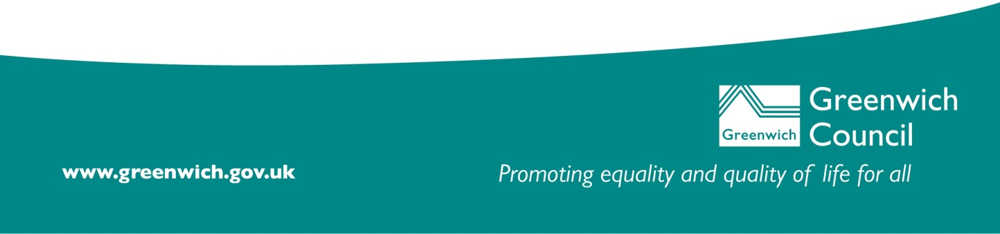 Greenwich
Council
Greenwich
www.greenwich.gov.uk
Promoting equality and quality of life for all